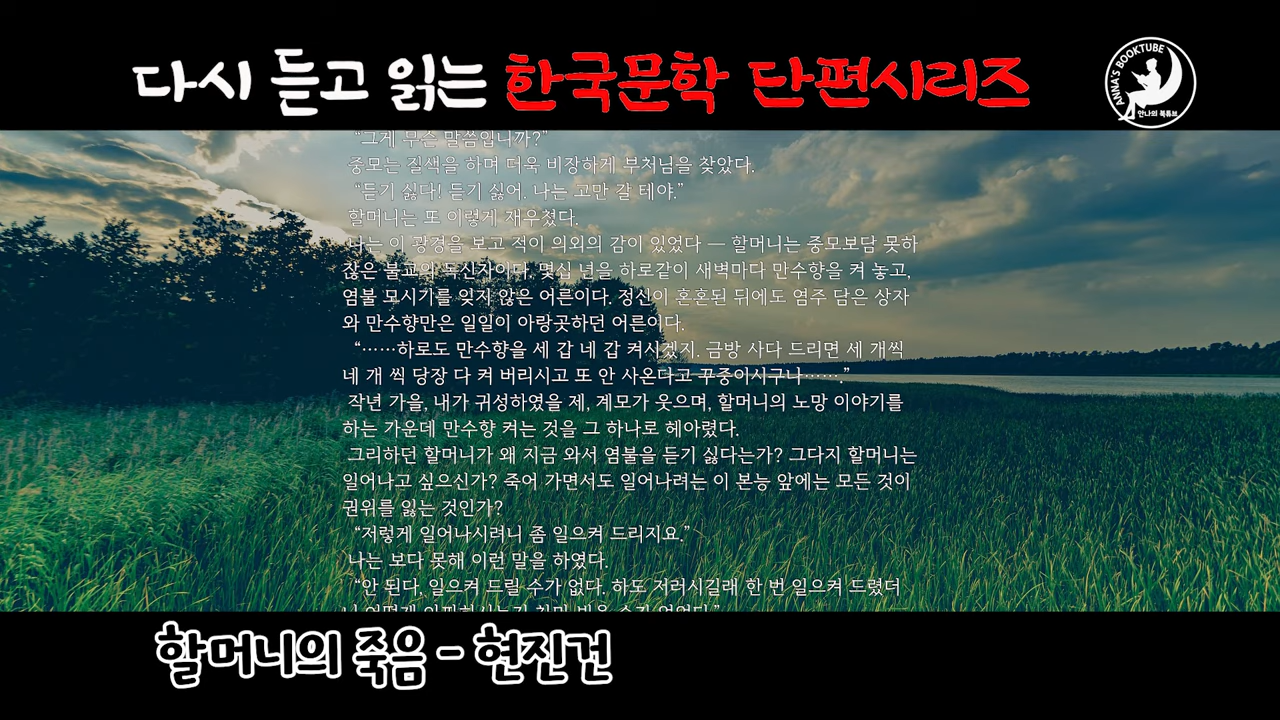 다시 듣고 읽는 한국문학 단편시리즈
ANNA'S BOOKTUBE
안나의 북튜브
“그게 무슨 말씀입니까?”
중모는 질색을 하며 더욱 비장하게 부처님을 찾았다.
“듣기 싫다! 듣기 싫어. 나는 고만 갈 테야.”
할머니는 또 이렇게 재우쳤다.
나는 이 광경을 보고 적이 의외의 감이 있었다 ― 할머니는 중모보담 못하
잖은 불교의 독신자이다. 몇십 년을 하로같이 새벽마다 만수향을 켜 놓고,
염불 모시기를 잊지 않은 어른이다. 정신이 혼혼된 뒤에도 염주 담은 상자
와 만수향만은 일일이 아랑곳하던 어른이다.
“……하로도 만수향을 세 갑 네 갑 켜시겠지. 금방 사다 드리면 세 개씩
네 개 씩 당장 다 켜 버리시고 또 안 사온다고 꾸중이시구나…….”
작년 가을, 내가 귀성하였을 제, 계모가 웃으며, 할머니의 노망 이야기를
하는 가운데 만수향 켜는 것을 그 하나로 헤아렸다.
그리하던 할머니가 왜 지금 와서 염불을 듣기 싫다는가? 그다지 할머니는
일어나고 싶으신가? 죽어 가면서도 일어나려는 이 본능 앞에는 모든 것이
권위를 잃는 것인가?
“저렇게 일어나시려니 좀 일으켜 드리지요.”
나는 보다 못해 이런 말을 하였다.
“안 된다, 일으켜 드릴 수가 없다. 하도 저러시길래 한 번 일으켜 드렸더
할머니의 죽음 - 현진건